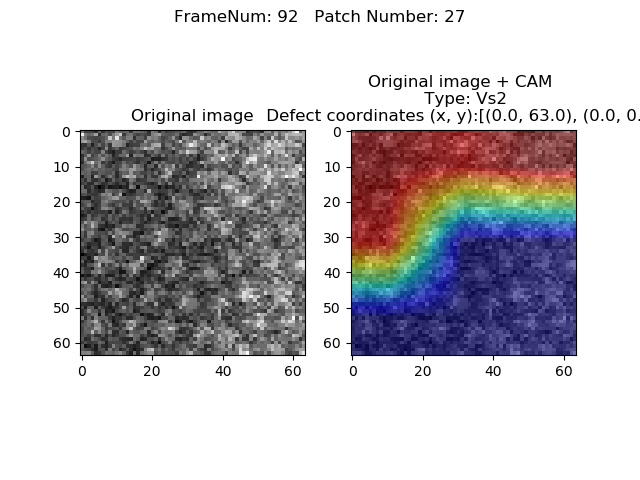 FrameNum: 92   Patch Number: 27
Original image
Original image + CAM
Type: Vs2
Defect coordinates (x, y):[(0.0, 63.0), (0.0, 0.
0
10
20
30
40
50
60
0 20 40 60
0
10
20
30
40
50
60
0 20 40 60